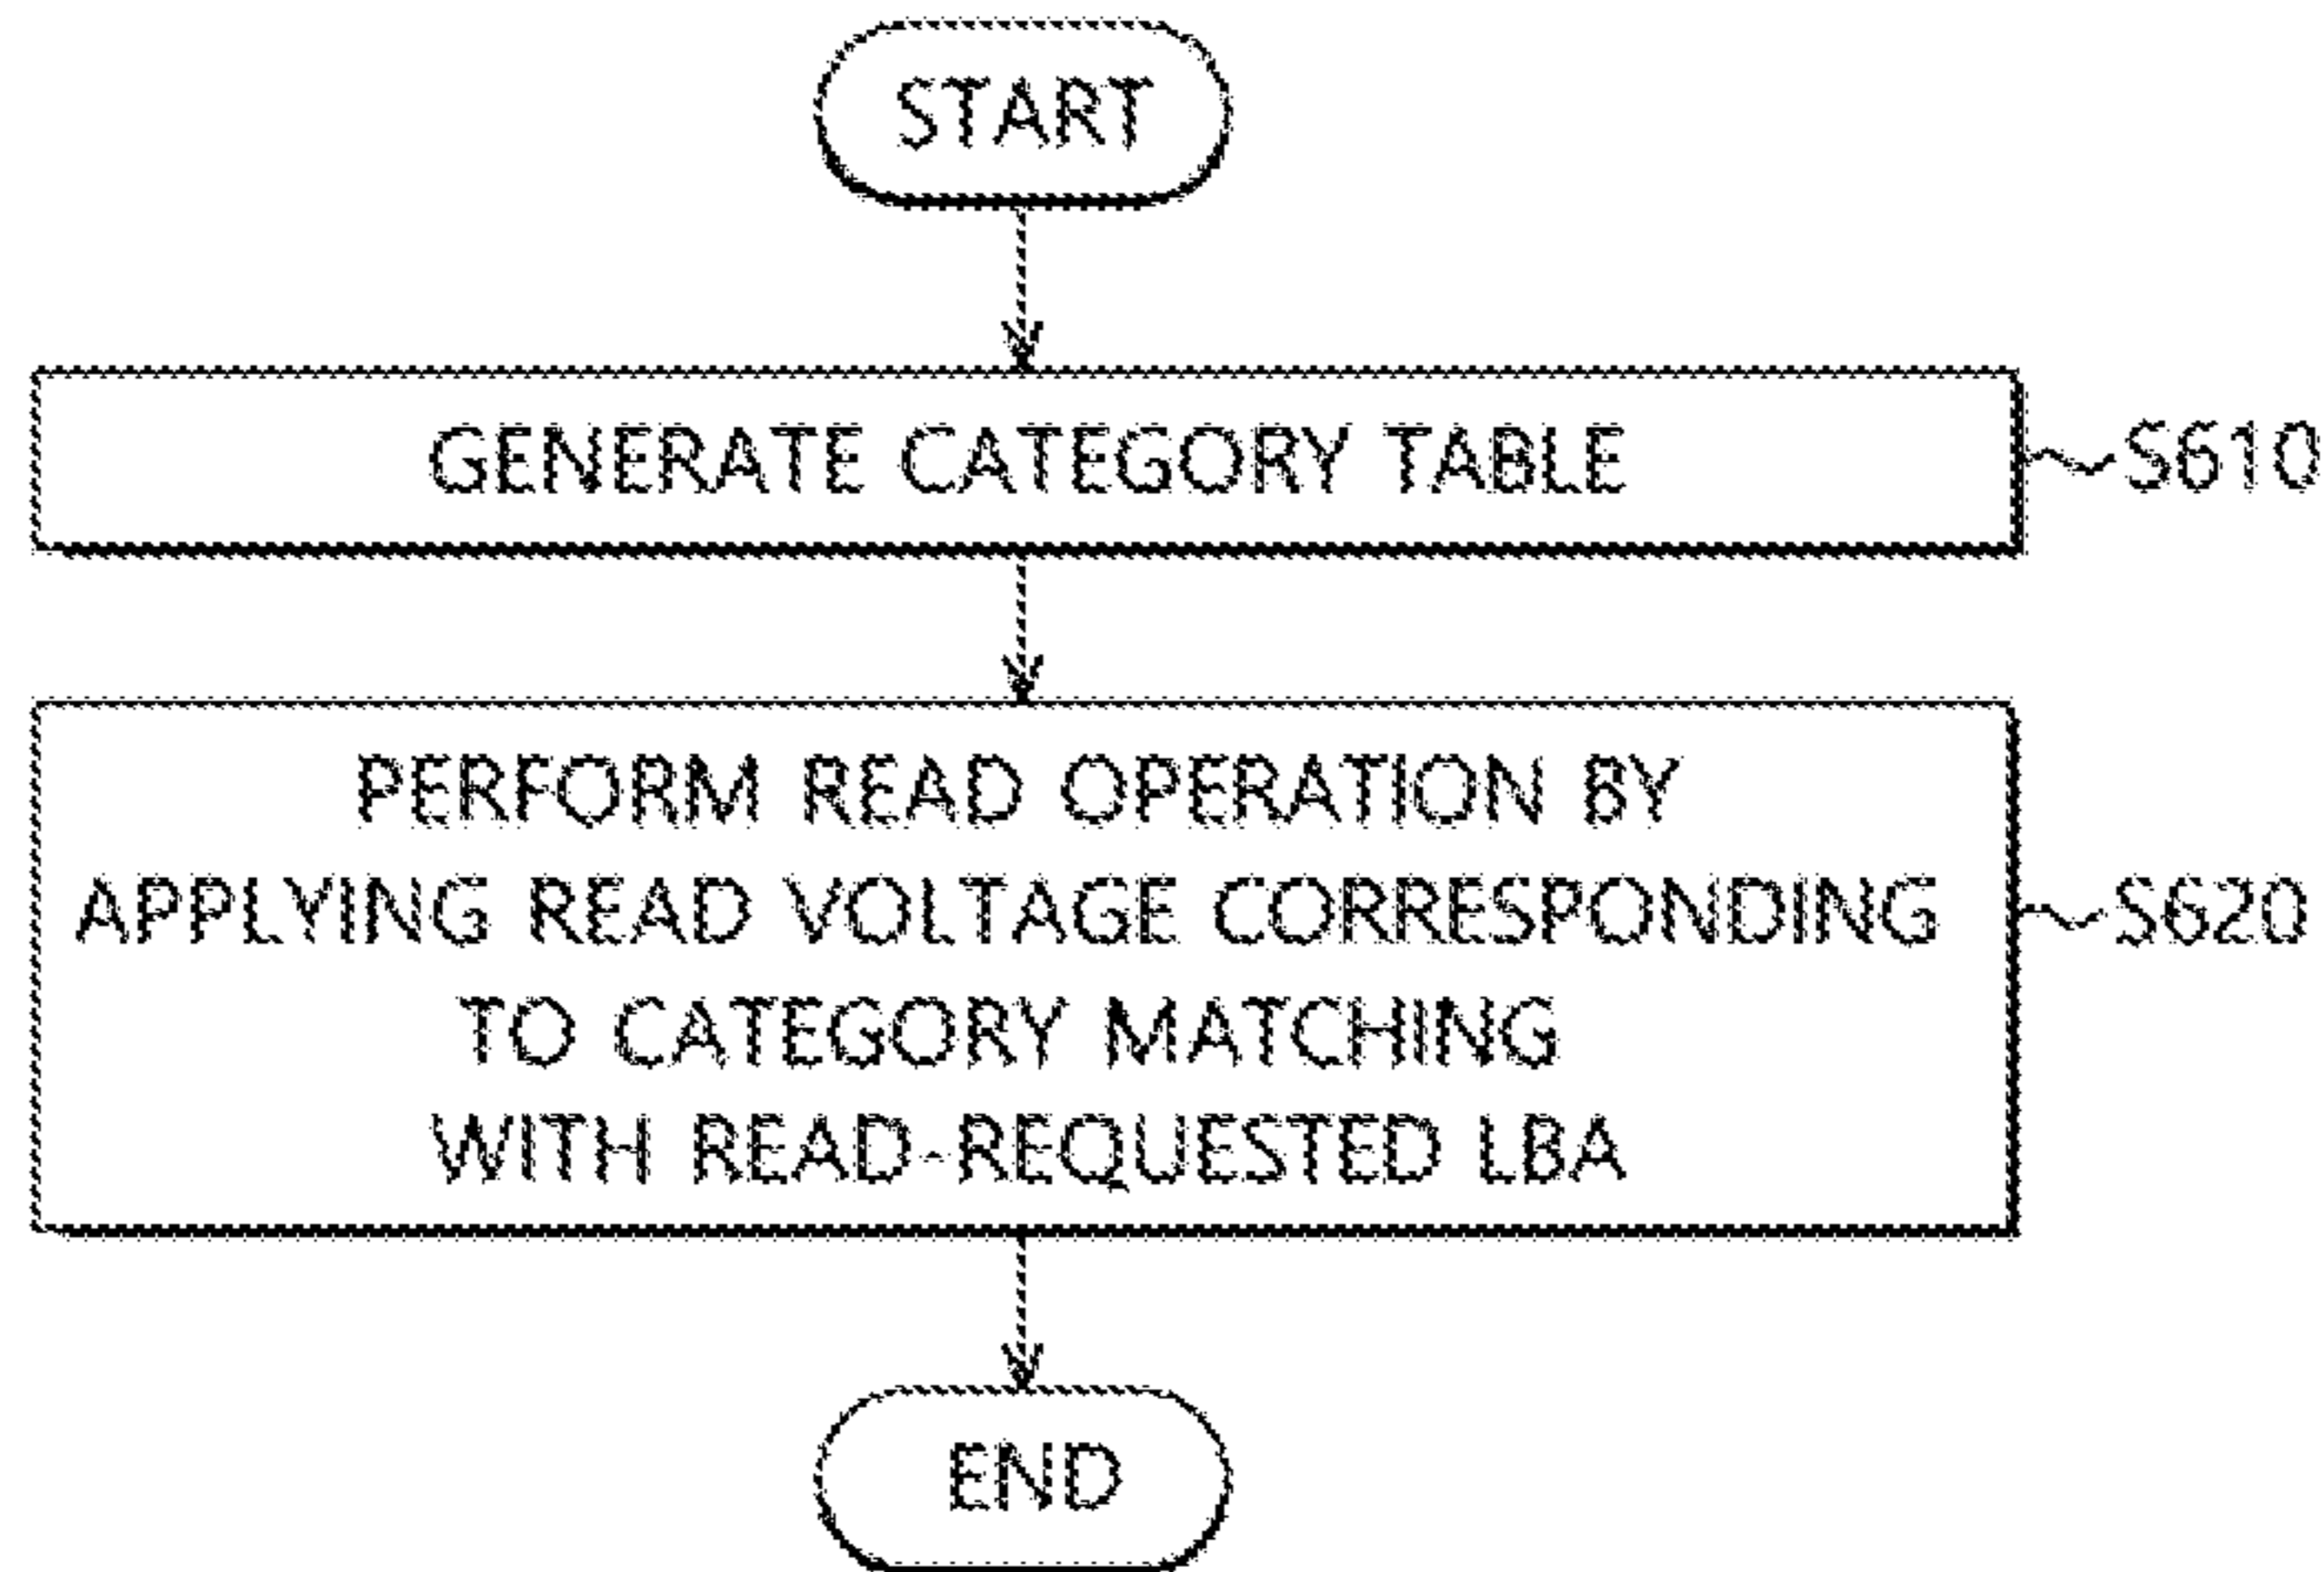 START
GENERATE CATEGORY TABLE
S610
PERFORM READ OPERATION BY
APPLYING READ VOLTAGE CORRESPONDING
TO CATEGORY MATCHING
WITH READ-REQUESTED LBA
S620
END